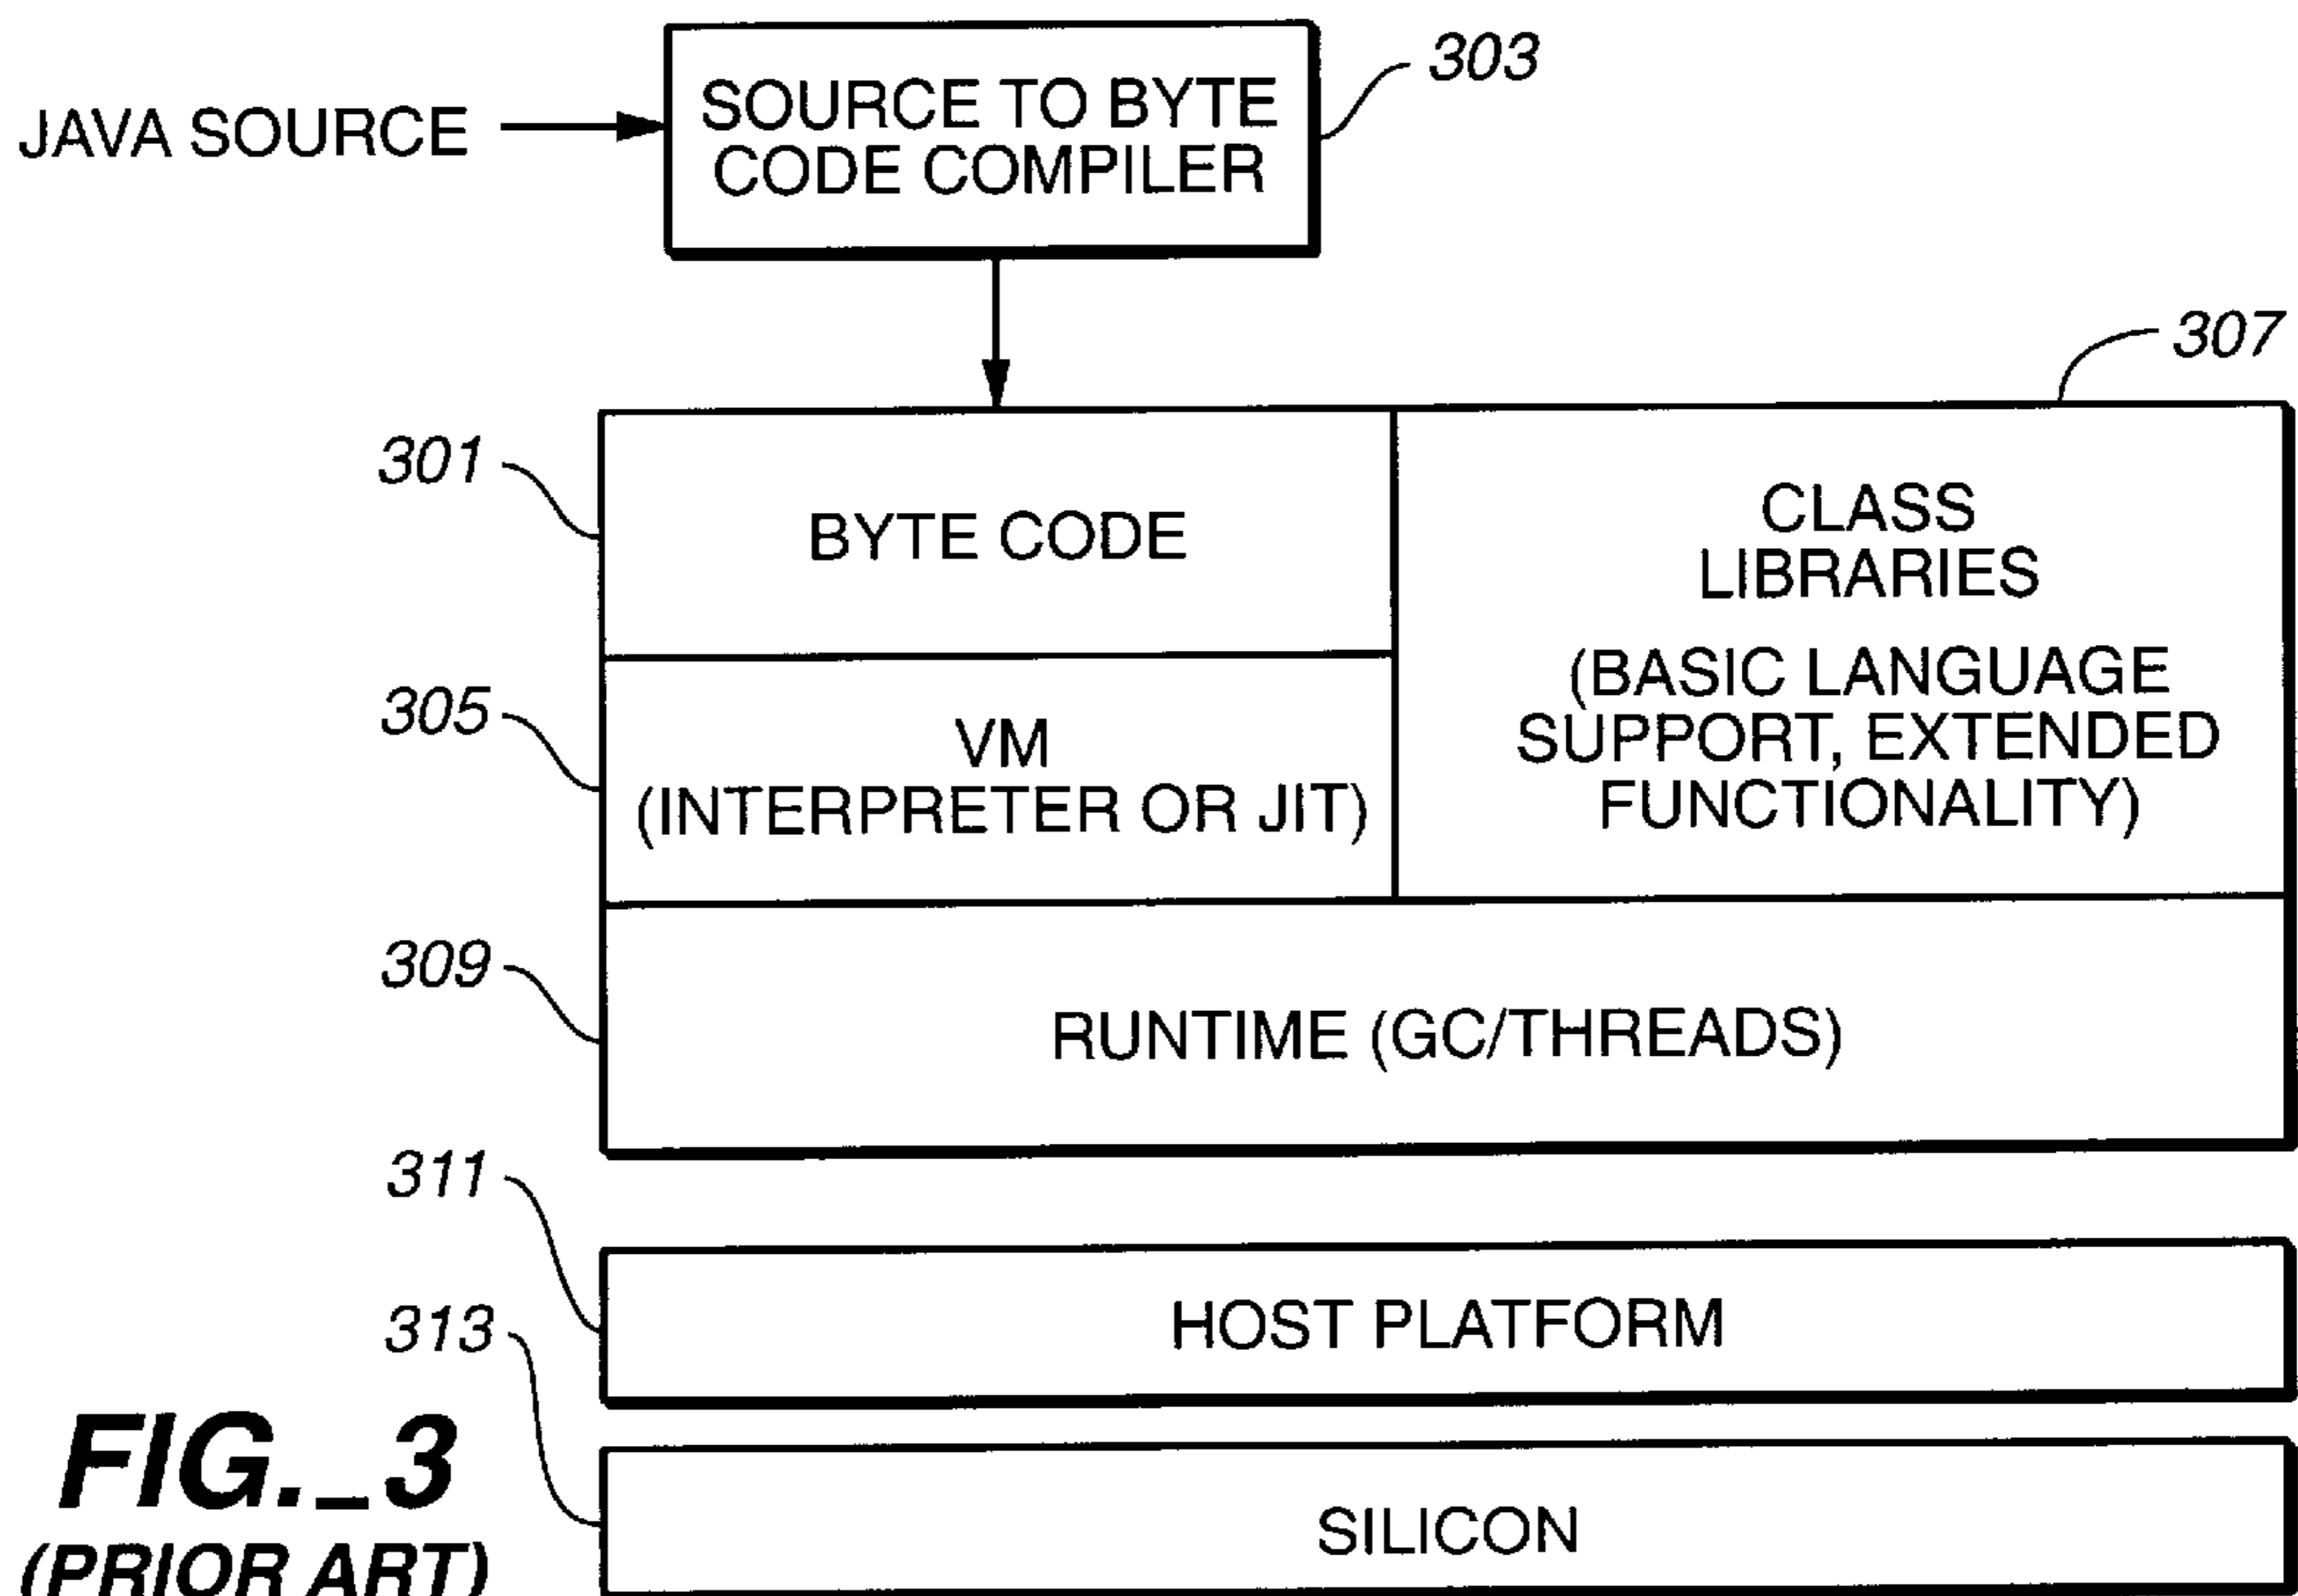 303
JAVA SOURCE
SOURCE TO BYTE
CODE COMPILER
307
301
BYTE CODE
CLASS
LIBRARIES
(BASIC LANGUAGE
SUPPORT, EXTENDED
FUNCTIONALITY)
305
VM
(INTERPRETER OR JIT)
309
RUNTIME (GC/THREADS)
311
HOST PLATFORM
313
SILICON
FIG._3
(PRIOR ART)